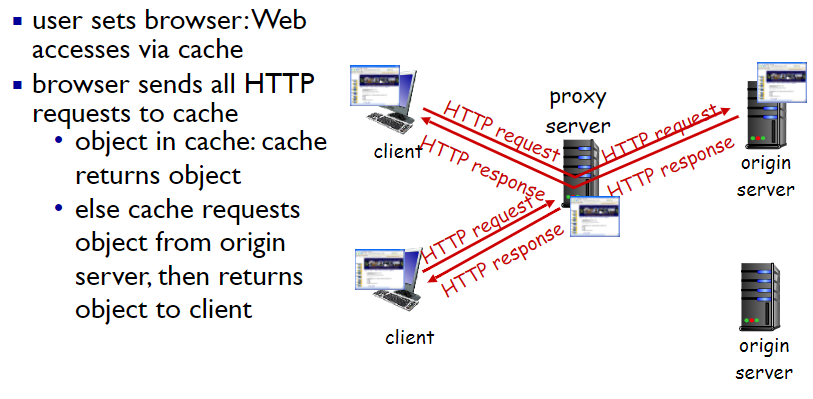 ▪ user sets browser: Web
accesses via cache
▪ browser sends all HTTP
requests to cache
• object in cache: cache
returns object
• else cache requests
object from origin
server, then returns
object to client
proxy
server
HTTP request
HTTP request
client
HTTP response
HTTP response
origin
server
HTTP request
HTTP response
client
origin
server